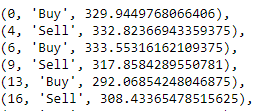 (0, 'Buy', 329.9449768066406),
(4, 'Sell', 332.82366943359375),
(6, 'Buy', 333.55316162109375),
(9, 'Sell', 317.8584289550781),
(13, 'Buy', 292.06854248046875),
(16, 'Sell', 308.43365478515625),